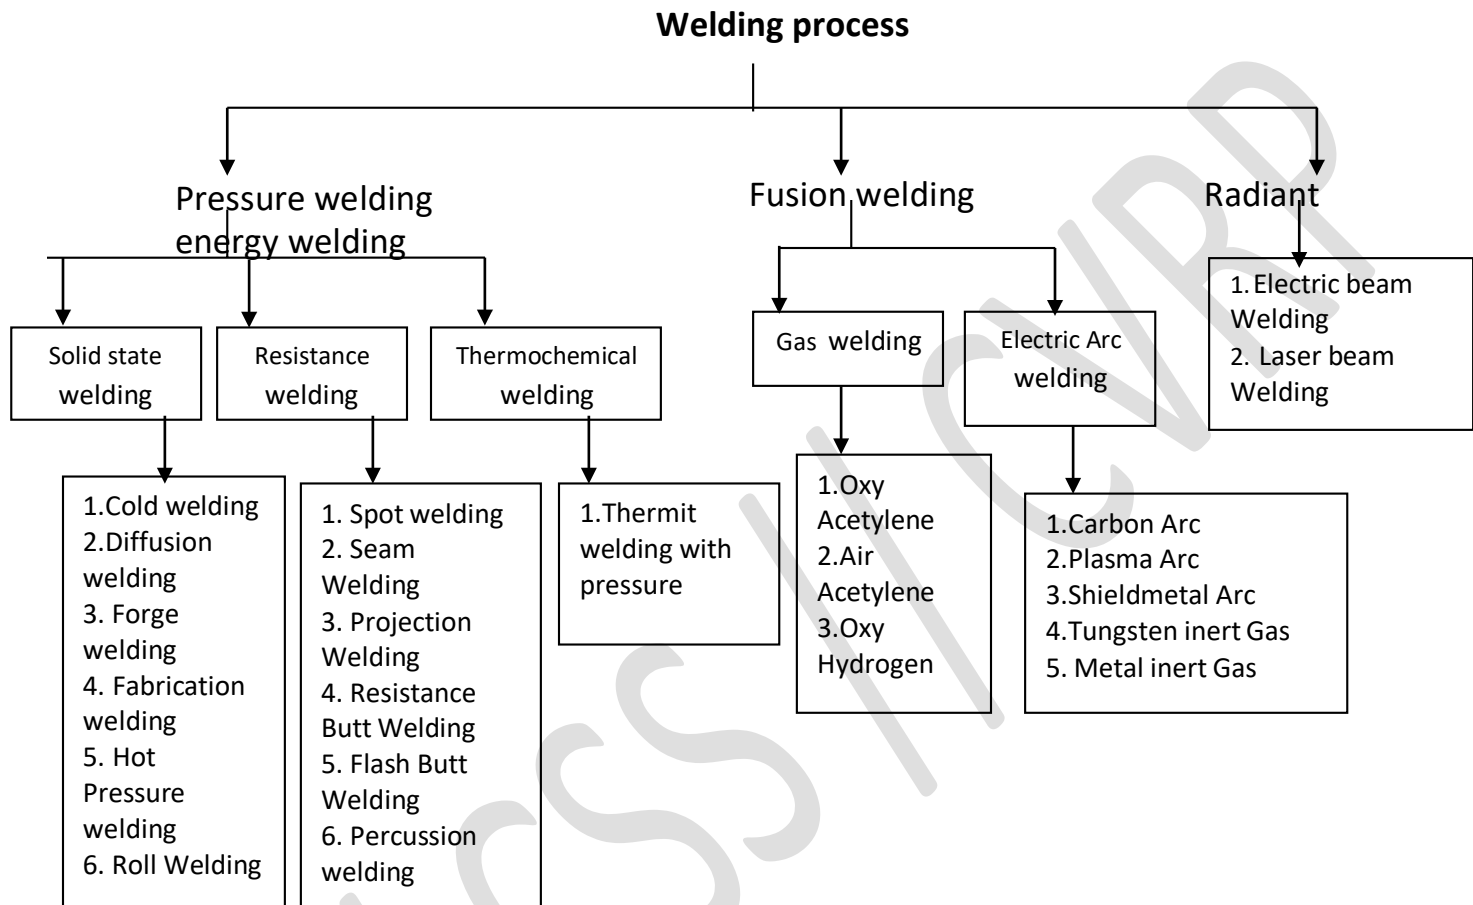 Welding process
Pressure welding
energy welding
Fusion welding
Radiant
Solid state
welding
Resistance
welding
Thermochemical
welding
Gas welding
Electric Arc
welding
1. Electric beam
Welding
2. Laser beam
Welding
1.Cold welding
2.Diffusion
welding
3. Forge
welding
4. Fabrication
welding
5. Hot
Pressure
welding
6. Roll Welding
1. Spot welding
2. Seam
Welding
3. Projection
Welding
4. Resistance
Butt Welding
5. Flash Butt
Welding
6. Percussion
welding
1.Thermit
welding with
pressure
1.Oxy
Acetylene
2.Air
Acetylene
3.Oxy
Hydrogen
1.Carbon Arc
2.Plasma Arc
3.Shieldmetal Arc
4.Tungsten inert Gas
5. Metal inert Gas
CSS // CVRP